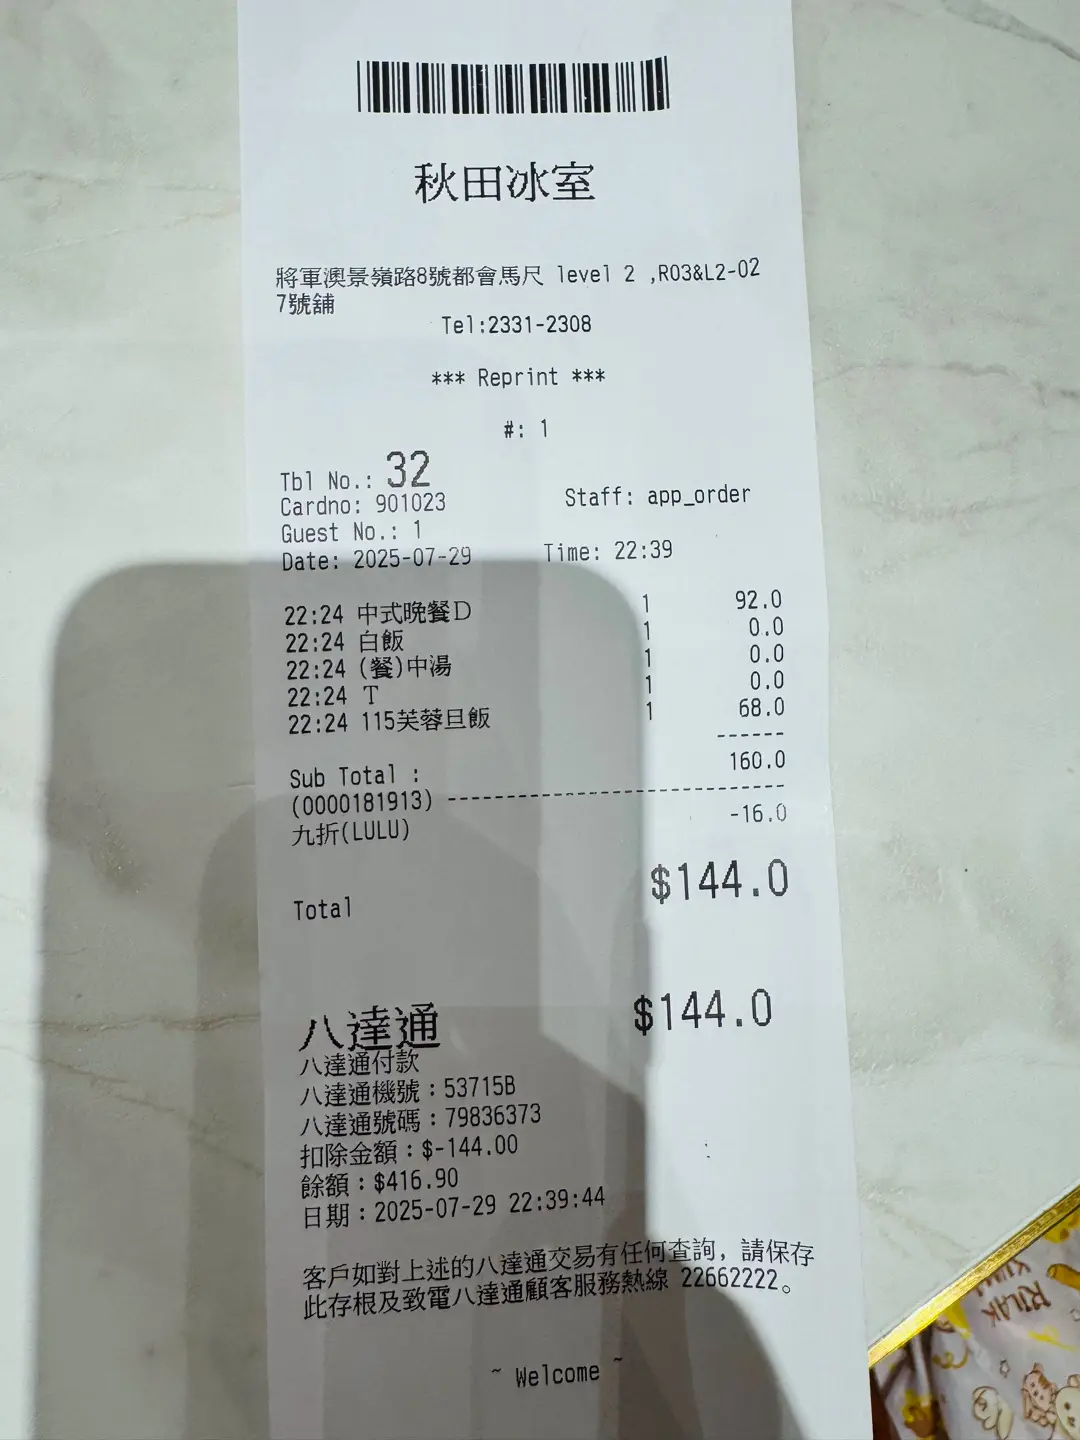 秋田冰室
將軍澳景嶺路8號都會馬尺 level 2 ,R03&L2-02
7號舖
Tel:2331-2308
*** Reprint ***
#: 1
Tbl No.: 32
Cardno: 901023 Staff: app_order
Guest No.: 1
Date: 2025-07-29 Time: 22:39
22:24 中式晚餐D 1 92.0
22:24 白飯 1 0.0
22:24 (餐)中湯 1 0.0
22:24 T 1 0.0
22:24 115芙蓉旦飯 1 68.0
------
Sub Total : 160.0
(0000181913) ----------------------------
九折(LULU) -16.0
Total $144.0
八達通 $144.0
八達通付款
八達通機號：53715B
八達通號碼：79836373
扣除金額：$-144.00
餘額：$416.90
日期：2025-07-29 22:39:44
客戶如對上述的八達通交易有任何查詢, 請保存
此存根及致電八達通顧客服務熱線 22662222。
~ Welcome ~
RILAK